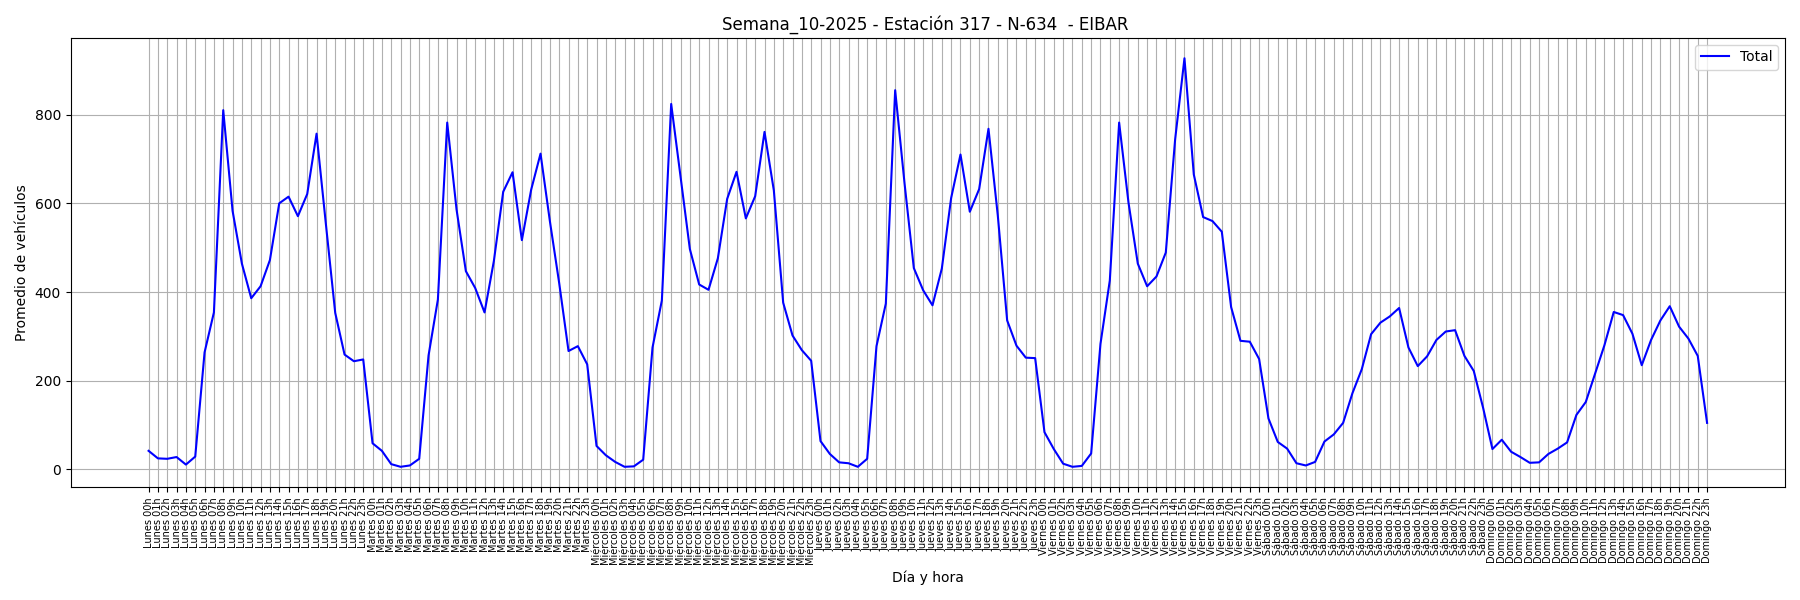 Semana_10-2025 - Estación 317 - N-634  - EIBAR
Total
Promedio de vehículos
800
600
400
200
0
Lunes 00h
Lunes 01h
Lunes 02h
Lunes 03h
Lunes 04h
Lunes 05h
Lunes 06h
Lunes 07h
Lunes 08h
Lunes 09h
Lunes 10h
Lunes 11h
Lunes 12h
Lunes 13h
Lunes 14h
Lunes 15h
Lunes 16h
Lunes 17h
Lunes 18h
Lunes 19h
Lunes 20h
Lunes 21h
Lunes 22h
Lunes 23h
Martes 00h
Martes 01h
Martes 02h
Martes 03h
Martes 04h
Martes 05h
Martes 06h
Martes 07h
Martes 08h
Martes 09h
Martes 10h
Martes 11h
Martes 12h
Martes 13h
Martes 14h
Martes 15h
Martes 16h
Martes 17h
Martes 18h
Martes 19h
Martes 20h
Martes 21h
Martes 22h
Martes 23h
Miércoles 00h
Miércoles 01h
Miércoles 02h
Miércoles 03h
Miércoles 04h
Miércoles 05h
Miércoles 06h
Miércoles 07h
Miércoles 08h
Miércoles 09h
Miércoles 10h
Miércoles 11h
Miércoles 12h
Miércoles 13h
Miércoles 14h
Miércoles 15h
Miércoles 16h
Miércoles 17h
Miércoles 18h
Miércoles 19h
Miércoles 20h
Miércoles 21h
Miércoles 22h
Miércoles 23h
Jueves 00h
Jueves 01h
Jueves 02h
Jueves 03h
Jueves 04h
Jueves 05h
Jueves 06h
Jueves 07h
Jueves 08h
Jueves 09h
Jueves 10h
Jueves 11h
Jueves 12h
Jueves 13h
Jueves 14h
Jueves 15h
Jueves 16h
Jueves 17h
Jueves 18h
Jueves 19h
Jueves 20h
Jueves 21h
Jueves 22h
Jueves 23h
Viernes 00h
Viernes 01h
Viernes 02h
Viernes 03h
Viernes 04h
Viernes 05h
Viernes 06h
Viernes 07h
Viernes 08h
Viernes 09h
Viernes 10h
Viernes 11h
Viernes 12h
Viernes 13h
Viernes 14h
Viernes 15h
Viernes 16h
Viernes 17h
Viernes 18h
Viernes 19h
Viernes 20h
Viernes 21h
Viernes 22h
Viernes 23h
Sábado 00h
Sábado 01h
Sábado 02h
Sábado 03h
Sábado 04h
Sábado 05h
Sábado 06h
Sábado 07h
Sábado 08h
Sábado 09h
Sábado 10h
Sábado 11h
Sábado 12h
Sábado 13h
Sábado 14h
Sábado 15h
Sábado 16h
Sábado 17h
Sábado 18h
Sábado 19h
Sábado 20h
Sábado 21h
Sábado 22h
Sábado 23h
Domingo 00h
Domingo 01h
Domingo 02h
Domingo 03h
Domingo 04h
Domingo 05h
Domingo 06h
Domingo 07h
Domingo 08h
Domingo 09h
Domingo 10h
Domingo 11h
Domingo 12h
Domingo 13h
Domingo 14h
Domingo 15h
Domingo 16h
Domingo 17h
Domingo 18h
Domingo 19h
Domingo 20h
Domingo 21h
Domingo 22h
Domingo 23h
Día y hora